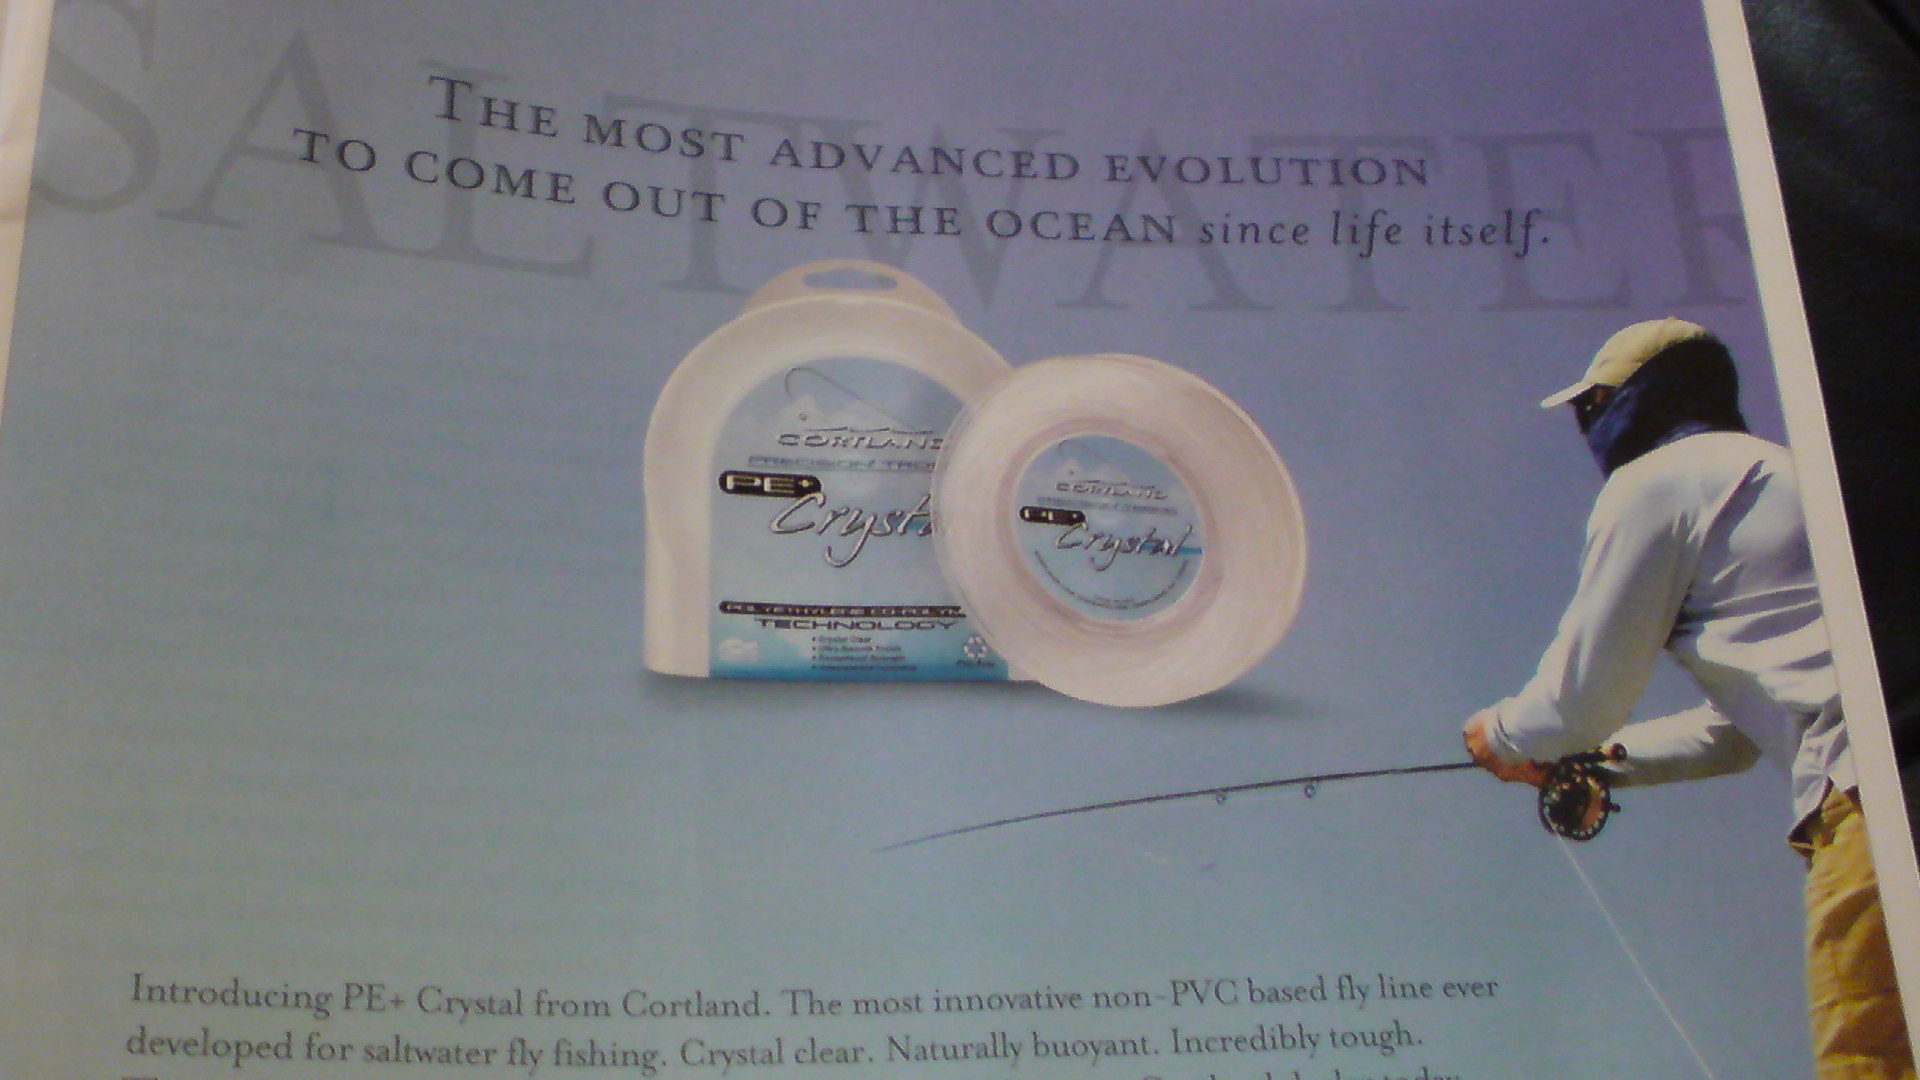 SALTWATER
THE MOST ADVANCED EVOLUTION
TO COME OUT OF THE OCEAN since life itself.
CORTLAND
PRECISION
PE+
Crystal
TECHNOLOGY
CORTLAND
PE+
Crystal
Introducing PE+ Crystal from Cortland. The most innovative non-PVC based fly line ever
developed for saltwater fly fishing. Crystal clear. Naturally buoyant. Incredibly tough.